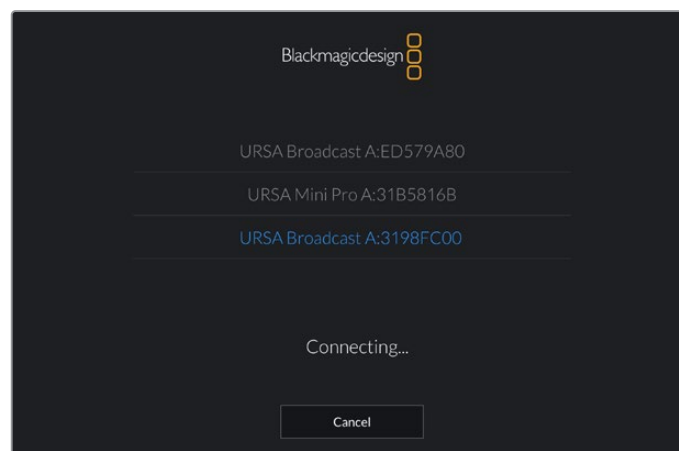 Blackmagicdesign
URSA Broadcast A:ED579A80
URSA Mini Pro A:31B5816B
URSA Broadcast A:3198FC00
Connecting...
Cancel